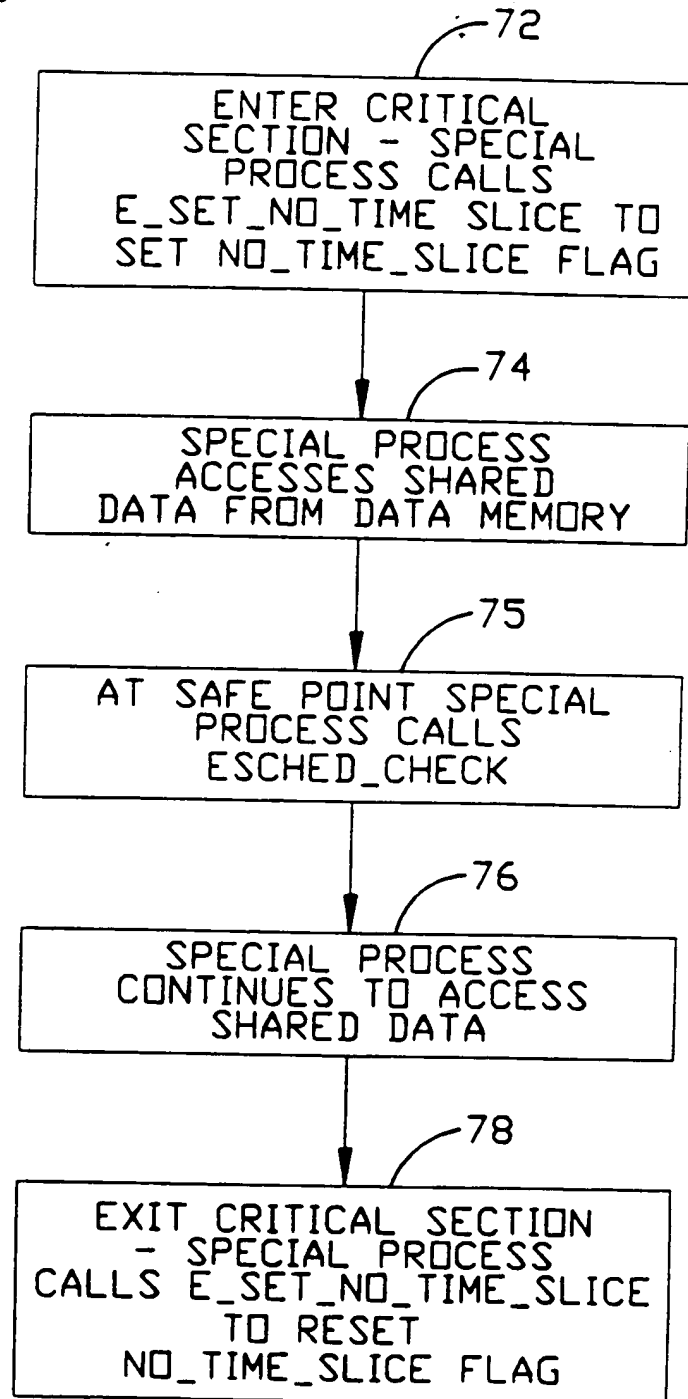 72
ENTER CRITICAL
SECTION - SPECIAL
PROCESS CALLS
E_SET_NO_TIME SLICE TO
SET NO_TIME_SLICE FLAG
74
SPECIAL PROCESS
ACCESSES SHARED
DATA FROM DATA MEMORY
75
AT SAFE POINT SPECIAL
PROCESS CALLS
ESCHED_CHECK
76
SPECIAL PROCESS
CONTINUES TO ACCESS
SHARED DATA
78
EXIT CRITICAL SECTION
- SPECIAL PROCESS
CALLS E_SET_NO_TIME_SLICE
TO RESET
NO_TIME_SLICE FLAG